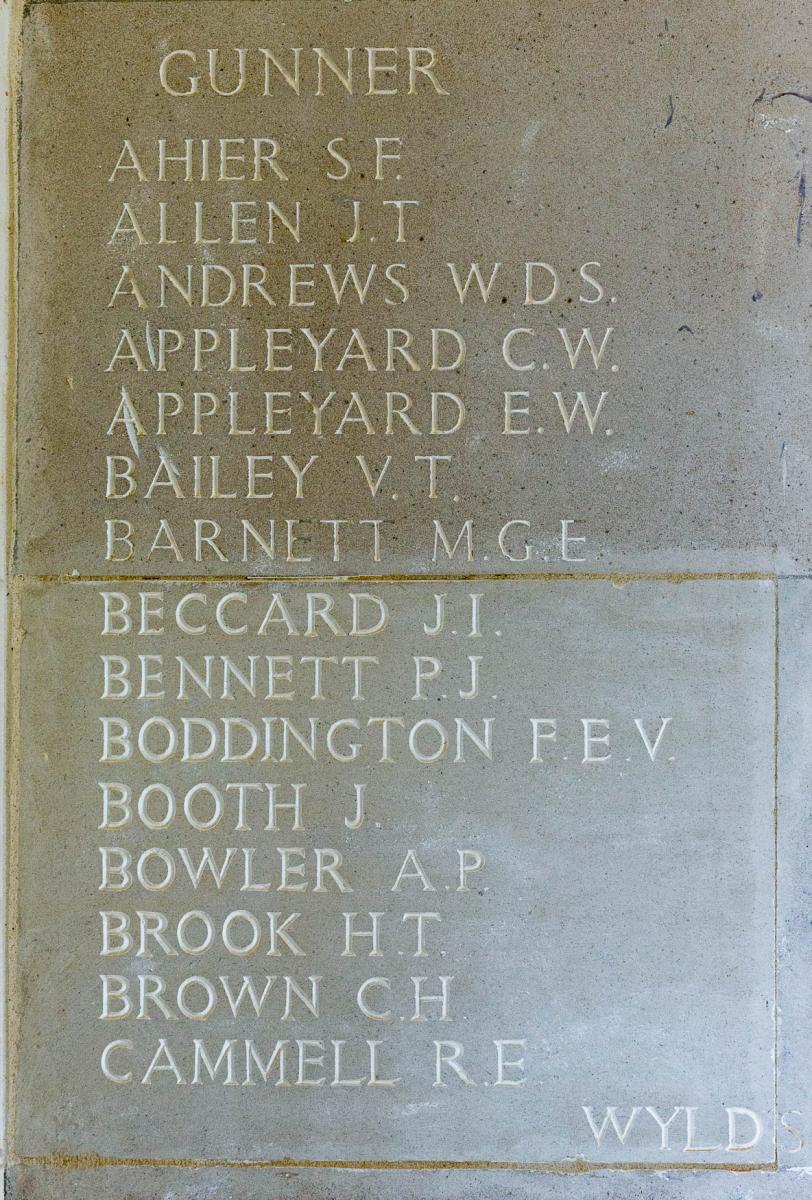 GUNNER
AHIER S.F.
ALLEN J.T
ANDREWS W.D.S.
APPLEYARD C.W.
APPLEYARD E.W.
BAILEY V.T.
BARNETT M.G.E
BECCARD J.I.
BENNETT P.J.
BODDINGTON F.E.V.
BOOTH J.
BOWLER A.P.
BROOK H.T
BROWN C.H.
CAMMELL R.E
WYLDS